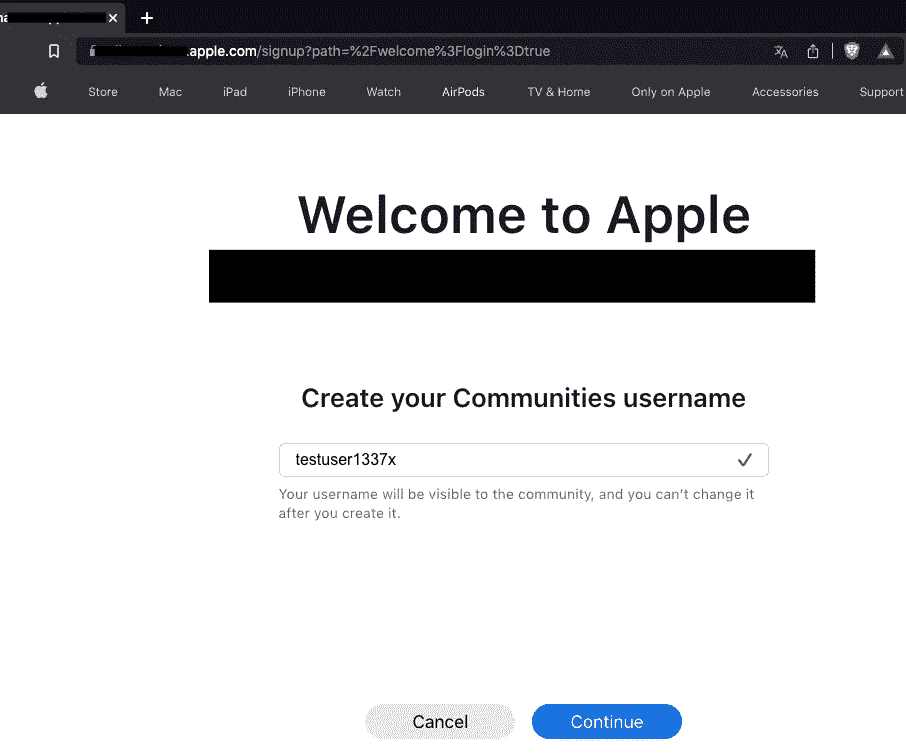 .apple.com/signup?path=%2Fwelcome%3Flogin%3Dtrue
Store Mac iPad iPhone Watch AirPods TV & Home Only on Apple Accessories Support
Welcome to Apple
Create your Communities username
testuser1337x
Your username will be visible to the community, and you can't change it
after you create it.
Cancel Continue